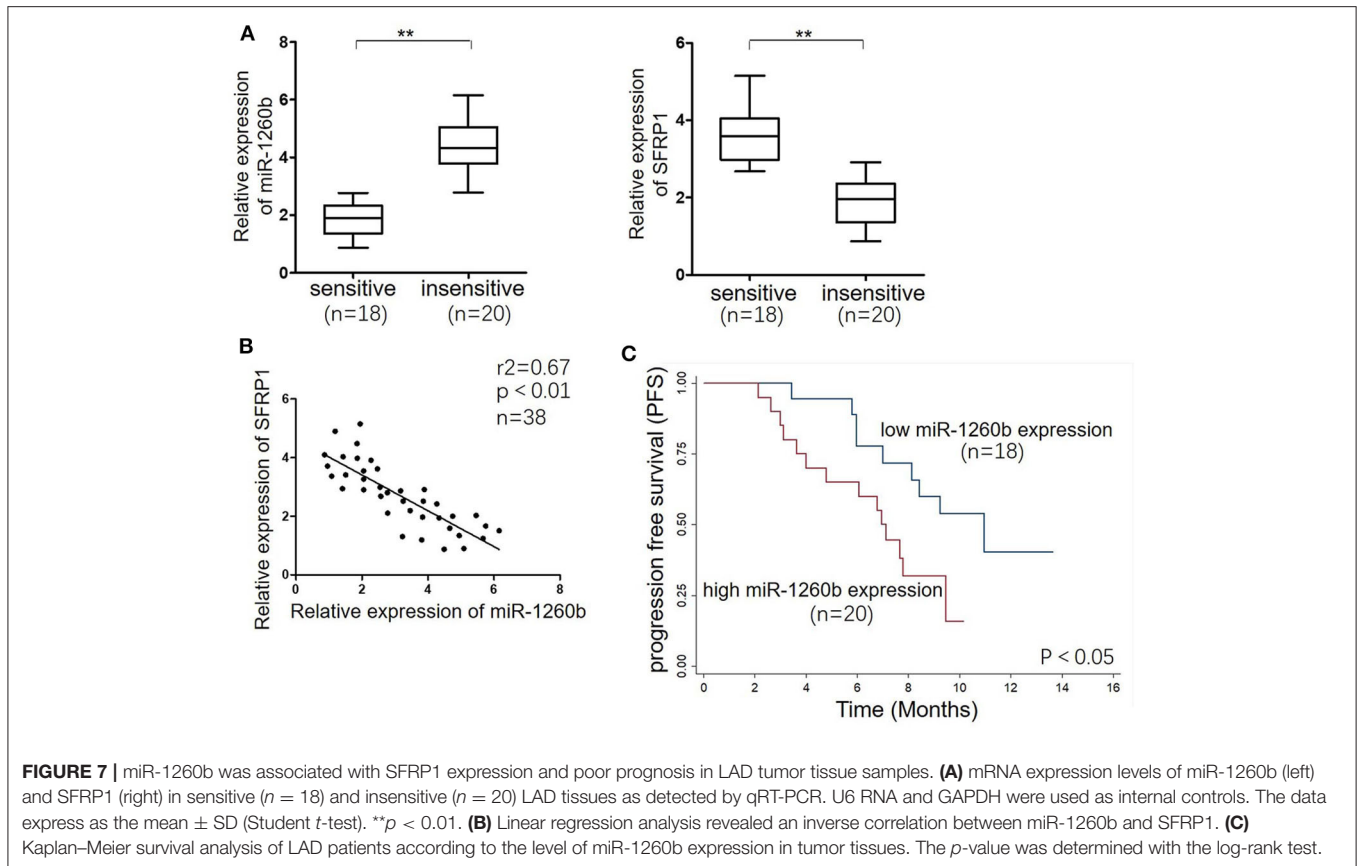 A
**
Relative expression
of miR-1260b
8
6
4
2
0
sensitive
insensitive
(n=18)
(n=20)
**
Relative expression
of SFRP1
6
4
2
0
sensitive
insensitive
(n=18)
(n=20)
B
r2=0.67
p < 0.01
n=38
Relative expression of SFRP1
6
4
2
0
0
2
4
6
8
Relative expression of miR-1260b
C
progression free survival (PFS)
1.00
0.75
0.50
0.25
0.00
low miR-1260b expression
(n=18)
high miR-1260b expression
(n=20)
P < 0.05
0
2
4
6
8
10
12
14
16
Time (Months)
FIGURE 7 | miR-1260b was associated with SFRP1 expression and poor prognosis in LAD tumor tissue samples. (A) mRNA expression levels of miR-1260b (left)
and SFRP1 (right) in sensitive (n = 18) and insensitive (n = 20) LAD tissues as detected by qRT-PCR. U6 RNA and GAPDH were used as internal controls. The data
express as the mean ± SD (Student t-test). **p < 0.01. (B) Linear regression analysis revealed an inverse correlation between miR-1260b and SFRP1. (C)
Kaplan–Meier survival analysis of LAD patients according to the level of miR-1260b expression in tumor tissues. The p-value was determined with the log-rank test.